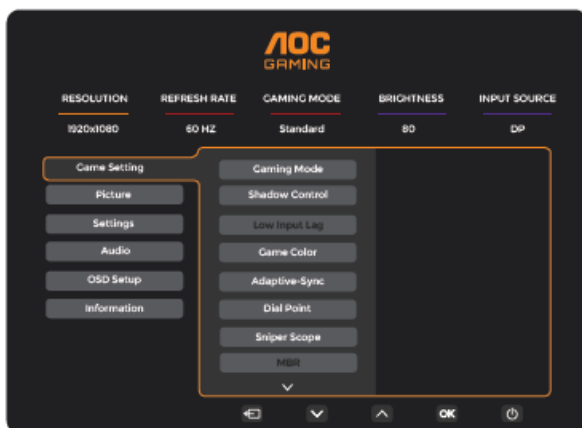 AOC
GAMING
RESOLUTION REFRESH RATE GAMING MODE BRIGHTNESS INPUT SOURCE
1920x1080 60 HZ Standard 80 DP
Game Setting Gaming Mode
Picture Shadow Control
Settings Low Input Lag
Audio Game Color
OSD Setup Adaptive-Sync
Information Dial Point
Sniper Scope
MBR
OK